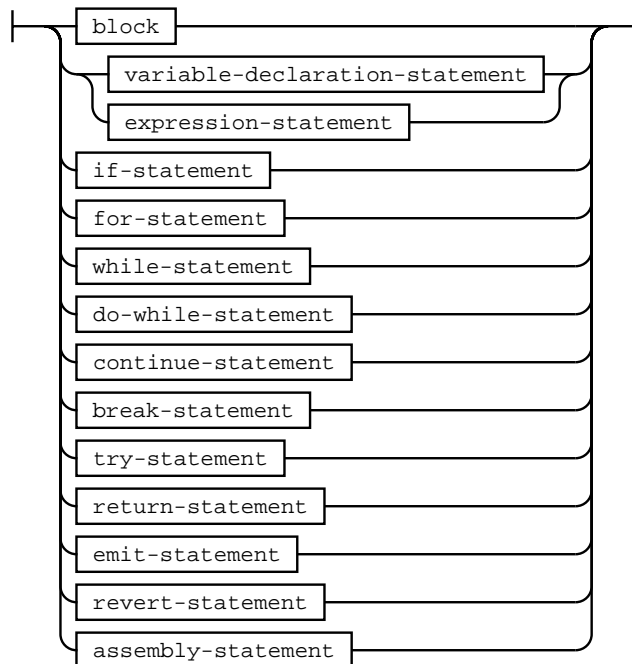 block
variable-declaration-statement
expression-statement
if-statement
for-statement
while-statement
do-while-statement
continue-statement
break-statement
try-statement
return-statement
emit-statement
revert-statement
assembly-statement